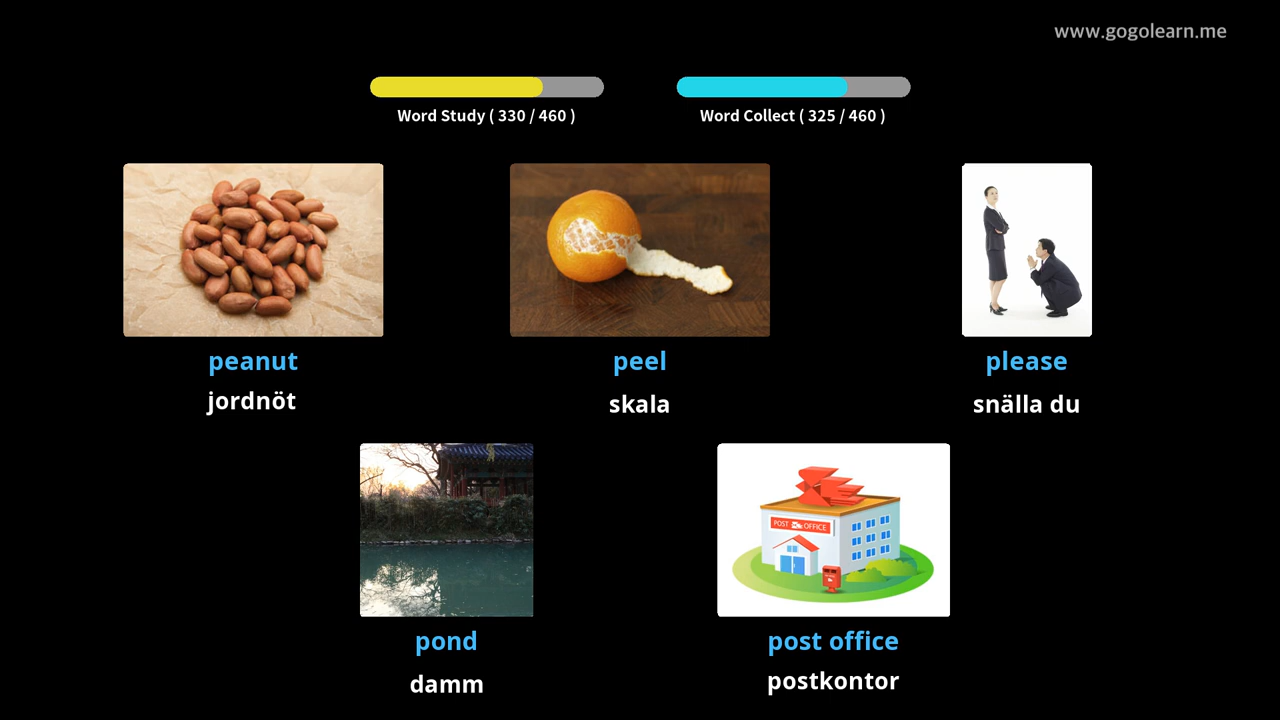 www.gogolearn.me
Word Study ( 330 / 460 )
Word Collect ( 325 / 460 )
peanut
jordnöt
peel
skala
please
snälla du
POST OFFICE
pond
damm
post office
postkontor